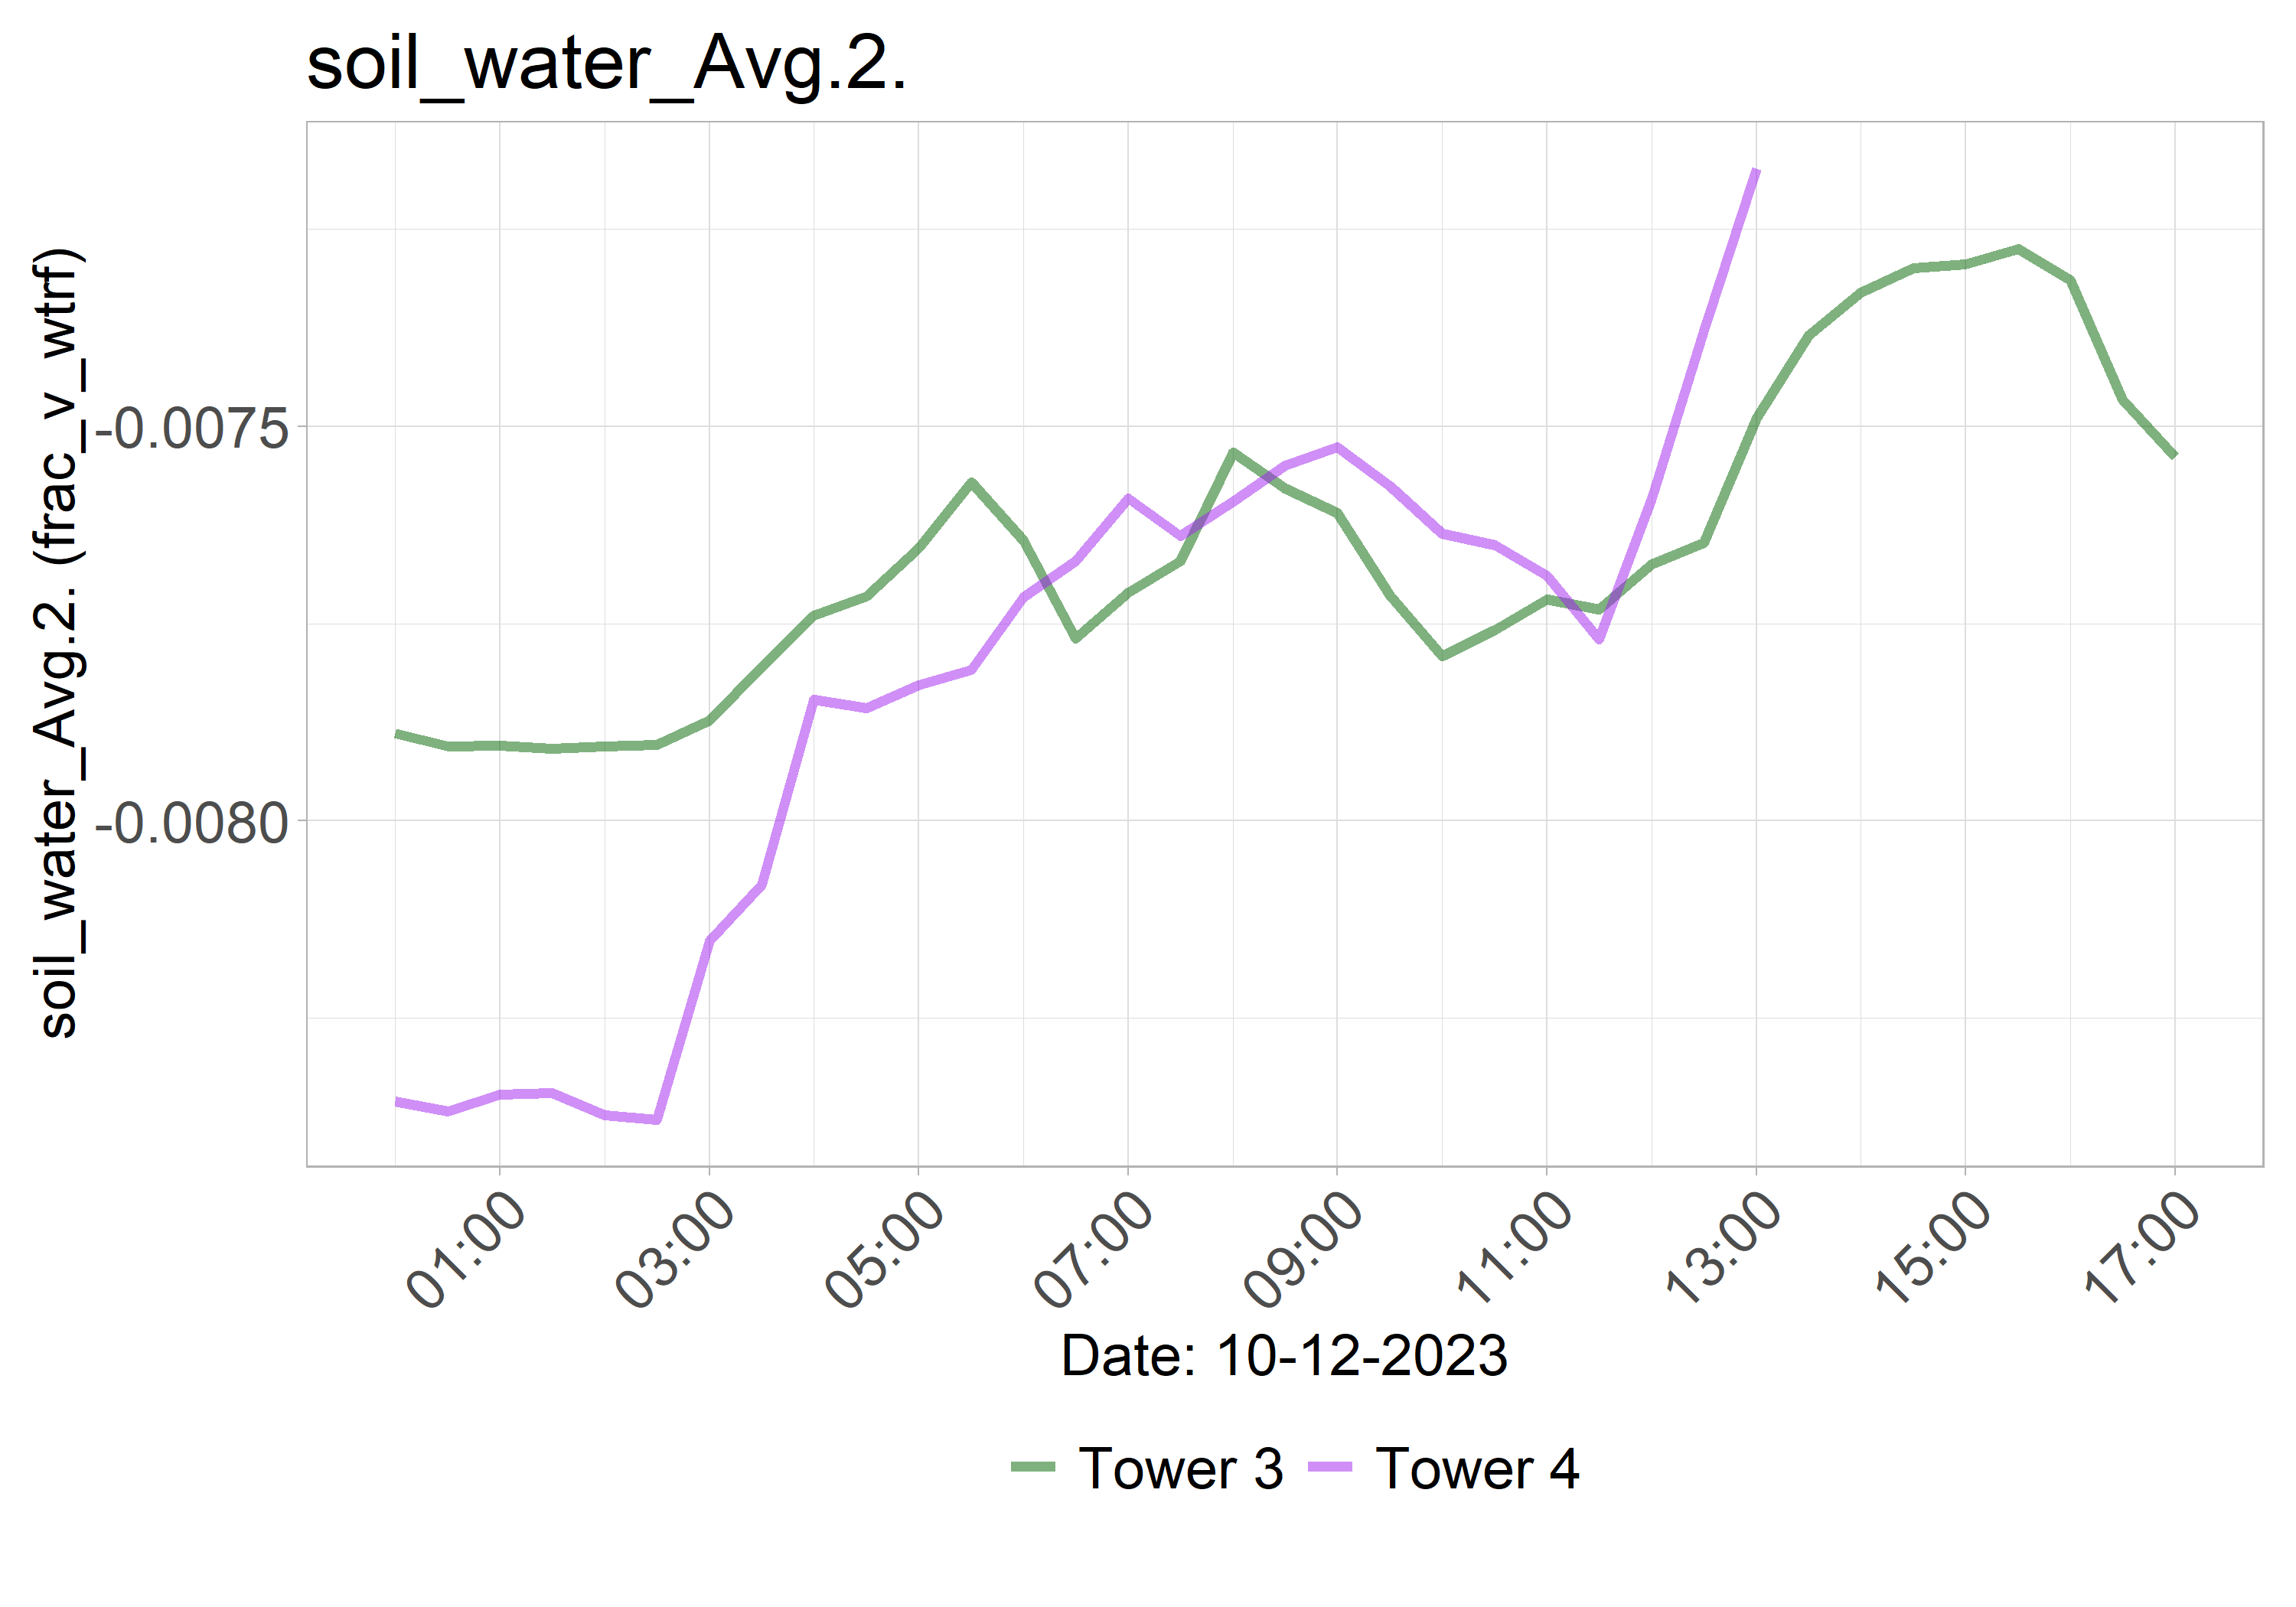 soil_water_Avg.2.
soil_water_Avg.2. (frac_v_wtrf)
-0.0075
-0.0080
01:00
03:00
05:00
07:00
09:00
11:00
13:00
15:00
17:00
Date: 10-12-2023
Tower 3
Tower 4